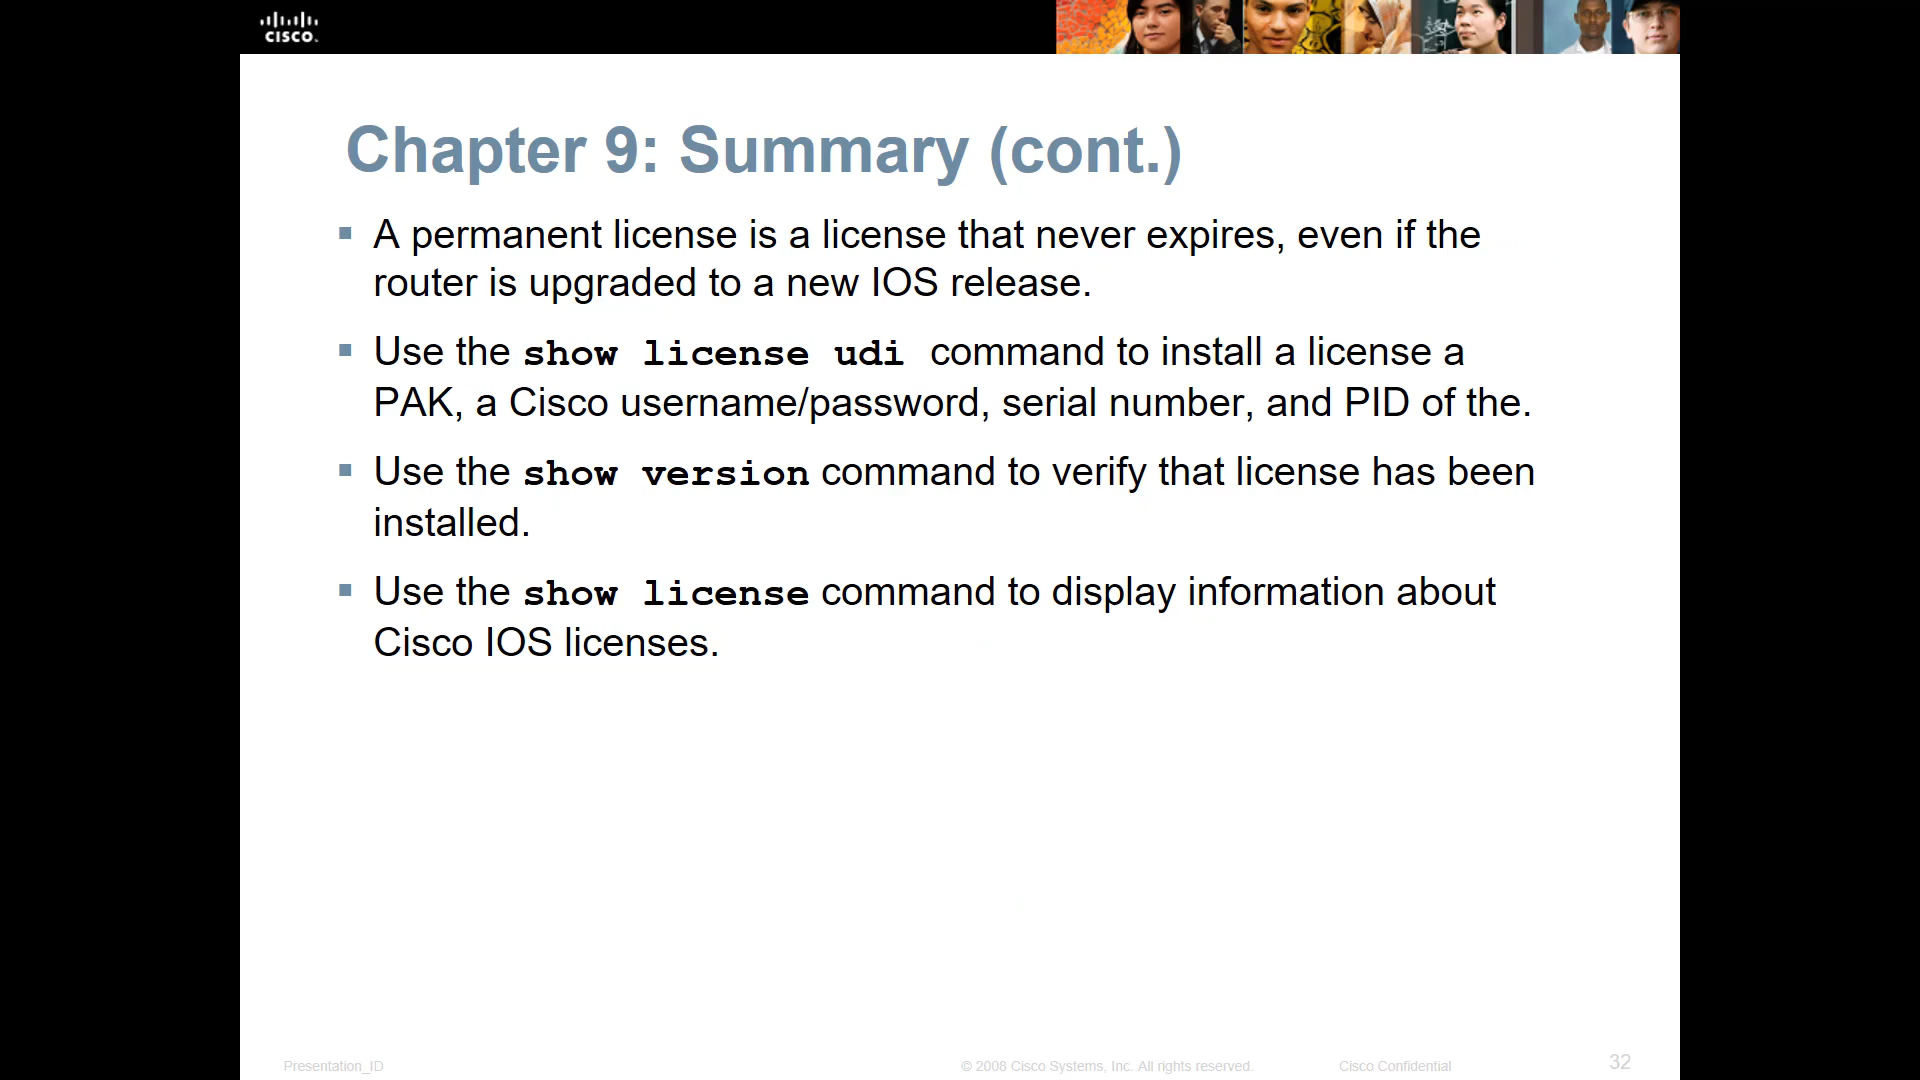 CISCO
Chapter 9: Summary (cont.)
A permanent license is a license that never expires, even if the
router is upgraded to a new IOS release.
Use the show license udi command to install a license a
PAK, a Cisco username/password, serial number, and PID of the.
Use the show version command to verify that license has been
installed.
Use the show license command to display information about
Cisco IOS licenses.
Presentation_ID
© 2008 Cisco Systems, Inc. All rights reserved.
Cisco Confidential
32